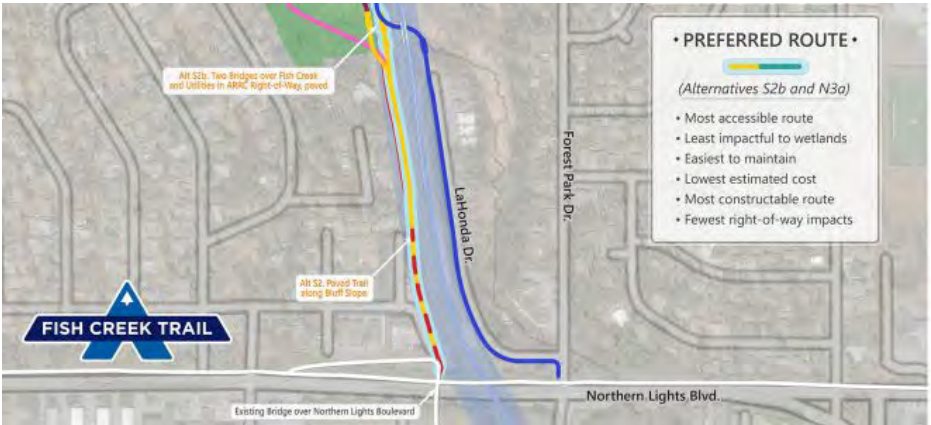 • PREFERRED ROUTE •
(Alternatives S2b and N3a)
• Most accessible route
• Least impactful to wetlands
• Easiest to maintain
• Lowest estimated cost
• Most constructable route
• Fewest right-of-way impacts
Alt S2b. Two Bridges over Fish Creek
and Utilities in ARRC Right-of-Way, paved.
Forest Park Dr.
LaHonda Dr.
Alt S2. Paved Trail
along Bluff Slope.
FISH CREEK TRAIL
Northern Lights Blvd.
Existing Bridge over Northern Lights Boulevard